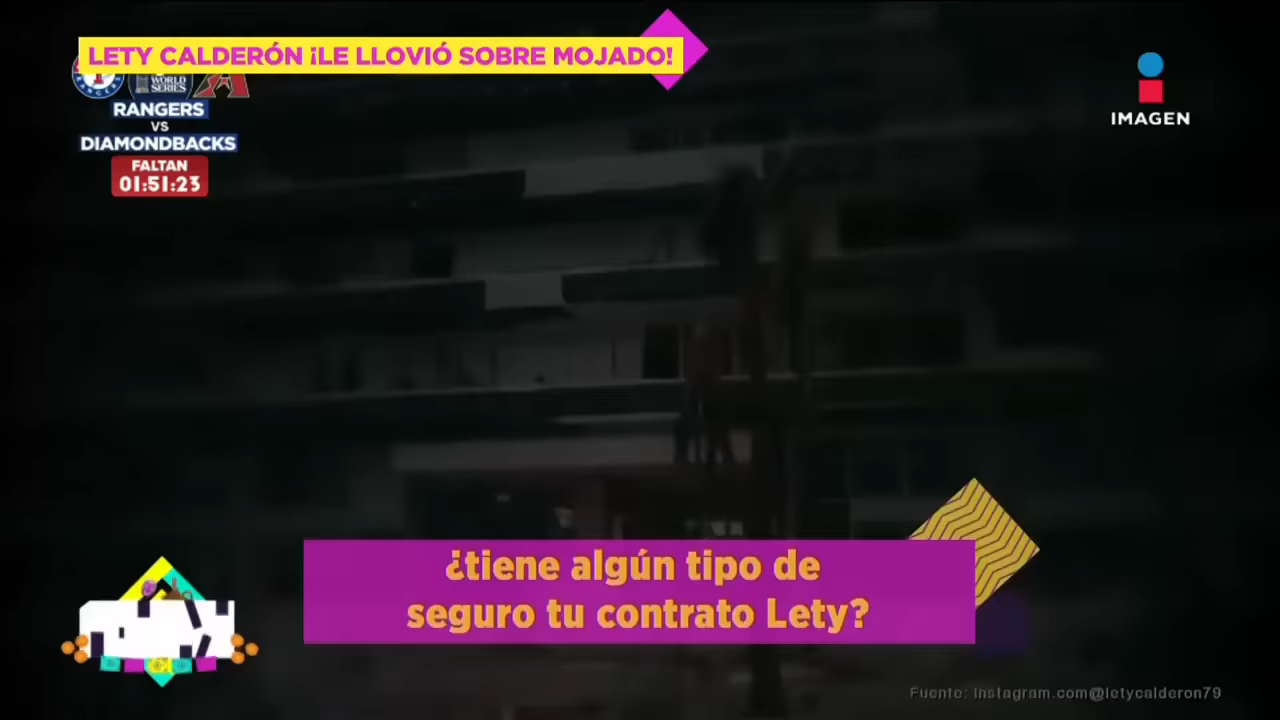 LETY CALDERÓN ¡LE LLOVIÓ SOBRE MOJADO!
RANGERS
WORLD
SERIES
RANGERS
VS
DIAMONDBACKS
FALTAN
01:51:23
IMAGEN
¿tiene algún tipo de
seguro tu contrato Lety?
Fuente: Instagram.com@letycalderon79